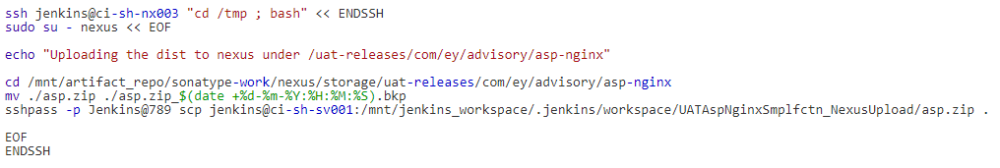 ssh jenkins@ci-sh-nx003 "cd /tmp ; bash" << ENDSSH
sudo su - nexus << EOF
echo "Uploading the dist to nexus under /uat-releases/com/ey/advisory/asp-nginx"
cd /mnt/artifact_repo/sonatype-work/nexus/storage/uat-releases/com/ey/advisory/asp-nginx
mv ./asp.zip ./asp.zip_$(date +%d-%m-%Y:%H:%M:%S).bkp
sshpass -p Jenkins@789 scp jenkins@ci-sh-sv001:/mnt/jenkins_workspace/.jenkins/workspace/UATAspNginxSmplfctn_NexusUpload/asp.zip .
EOF
ENDSSH